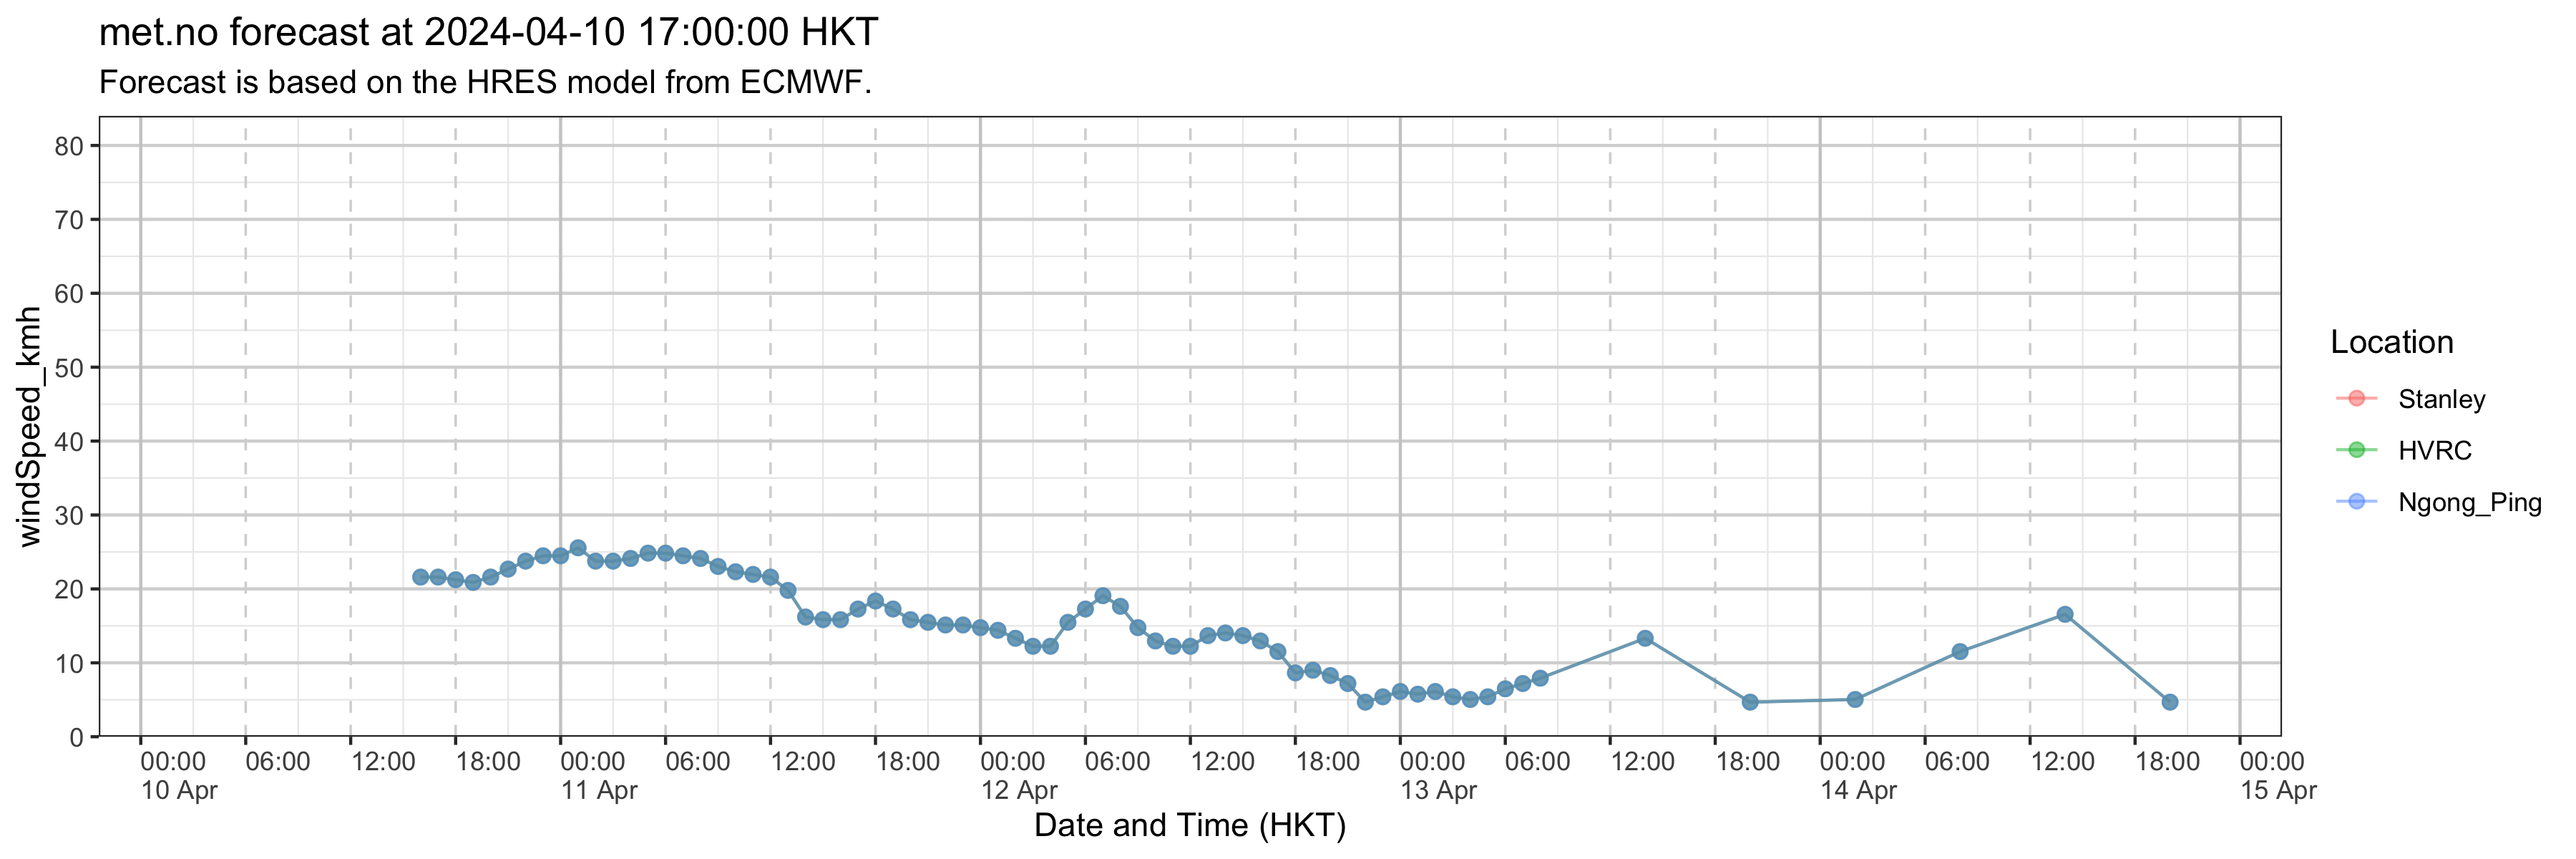 met.no forecast at 2024-04-10 17:00:00 HKT
Forecast is based on the HRES model from ECMWF.
windSpeed_kmh
80
70
60
50
40
30
20
10
0
00:00 06:00 12:00 18:00 00:00 06:00 12:00 18:00 00:00 06:00 12:00 18:00 00:00 06:00 12:00 18:00 00:00 06:00 12:00 18:00 00:00
10 Apr 11 Apr 12 Apr 13 Apr 14 Apr 15 Apr
Date and Time (HKT)
Location
Stanley
HVRC
Ngong_Ping